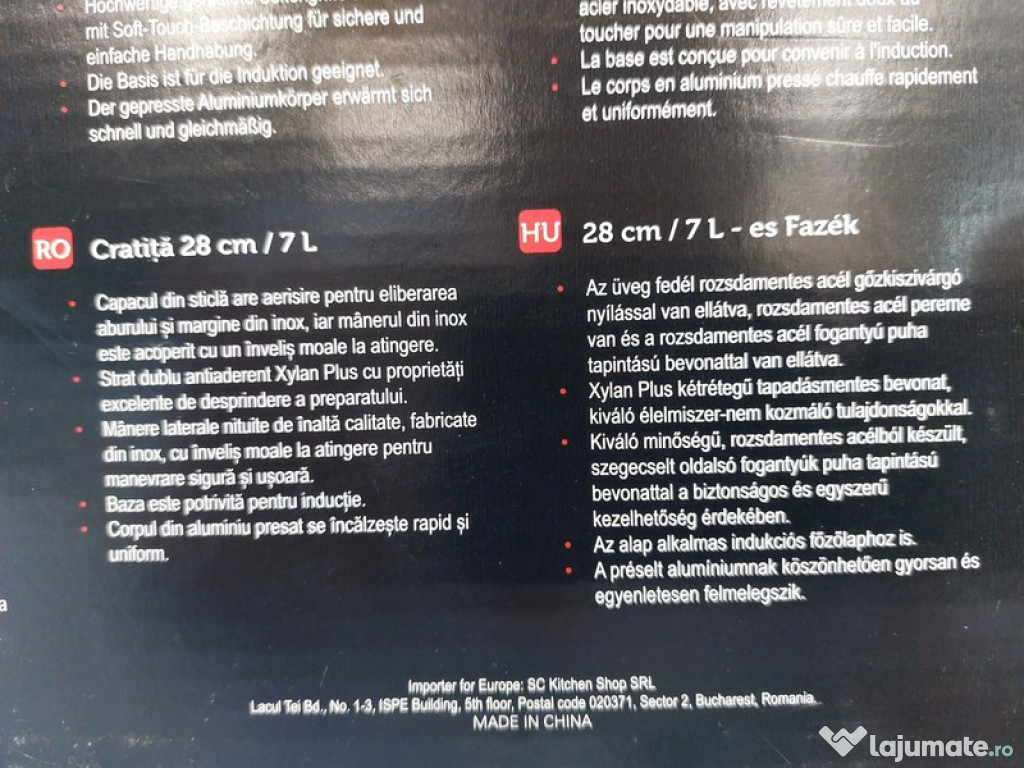 mit Soft-Touch-Beschichtung für sichere und
einfache Handhabung.
Die Basis ist für die Induktion geeignet.
Der gepresste Aluminiumkörper erwärmt sich
schnell und gleichmäßig.
acier inoxydable, avec revêtement doux au
toucher pour une manipulation sûre et facile.
La base est conçue pour convenir à l'induction.
Le corps en aluminium pressé chauffe rapidement
et uniformément.
RO Cratiță 28 cm / 7 L
Capacul din sticlă are aerisire pentru eliberarea
aburului și margine din inox, iar mânerul din inox
este acoperit cu un înveliș moale la atingere.
Strat dublu antiaderent Xylan Plus cu proprietăți
excelente de desprindere a preparatului.
Mânere laterale nituite de înaltă calitate, fabricate
din inox, cu înveliș moale la atingere pentru
manevrare sigură și ușoară.
Baza este potrivită pentru inducție.
Corpul din aluminiu presat se încălzește rapid și
uniform.
HU 28 cm / 7 L - es Fazék
Az üveg fedél rozsdamentes acél gőzkiszívárgó
nyílással van ellátva, rozsdamentes acél pereme
van és a rozsdamentes acél fogantyú puha
tapintású bevonattal van ellátva.
Xylan Plus kétrétegű tapadásmentes bevonat,
kiváló élelmiszer-nem kozmáló tulajdonságokkal.
Kiváló minőségű, rozsdamentes acélból készült,
szegecselt oldalsó fogantyúk puha tapintású
bevonattal a biztonságos és egyszerű
kezelhetőség érdekében.
Az alap alkalmas indukciós főzőlaphoz is.
A préselt alumíniumnak köszönhetően gyorsan és
egyenletesen felmelegszik.
a
Importer for Europe: SC Kitchen Shop SRL
Lacul Tei Bd., No. 1-3, ISPE Building, 5th floor, Postal code 020371, Sector 2, Bucharest, Romania.
MADE IN CHINA
lajumate.ro